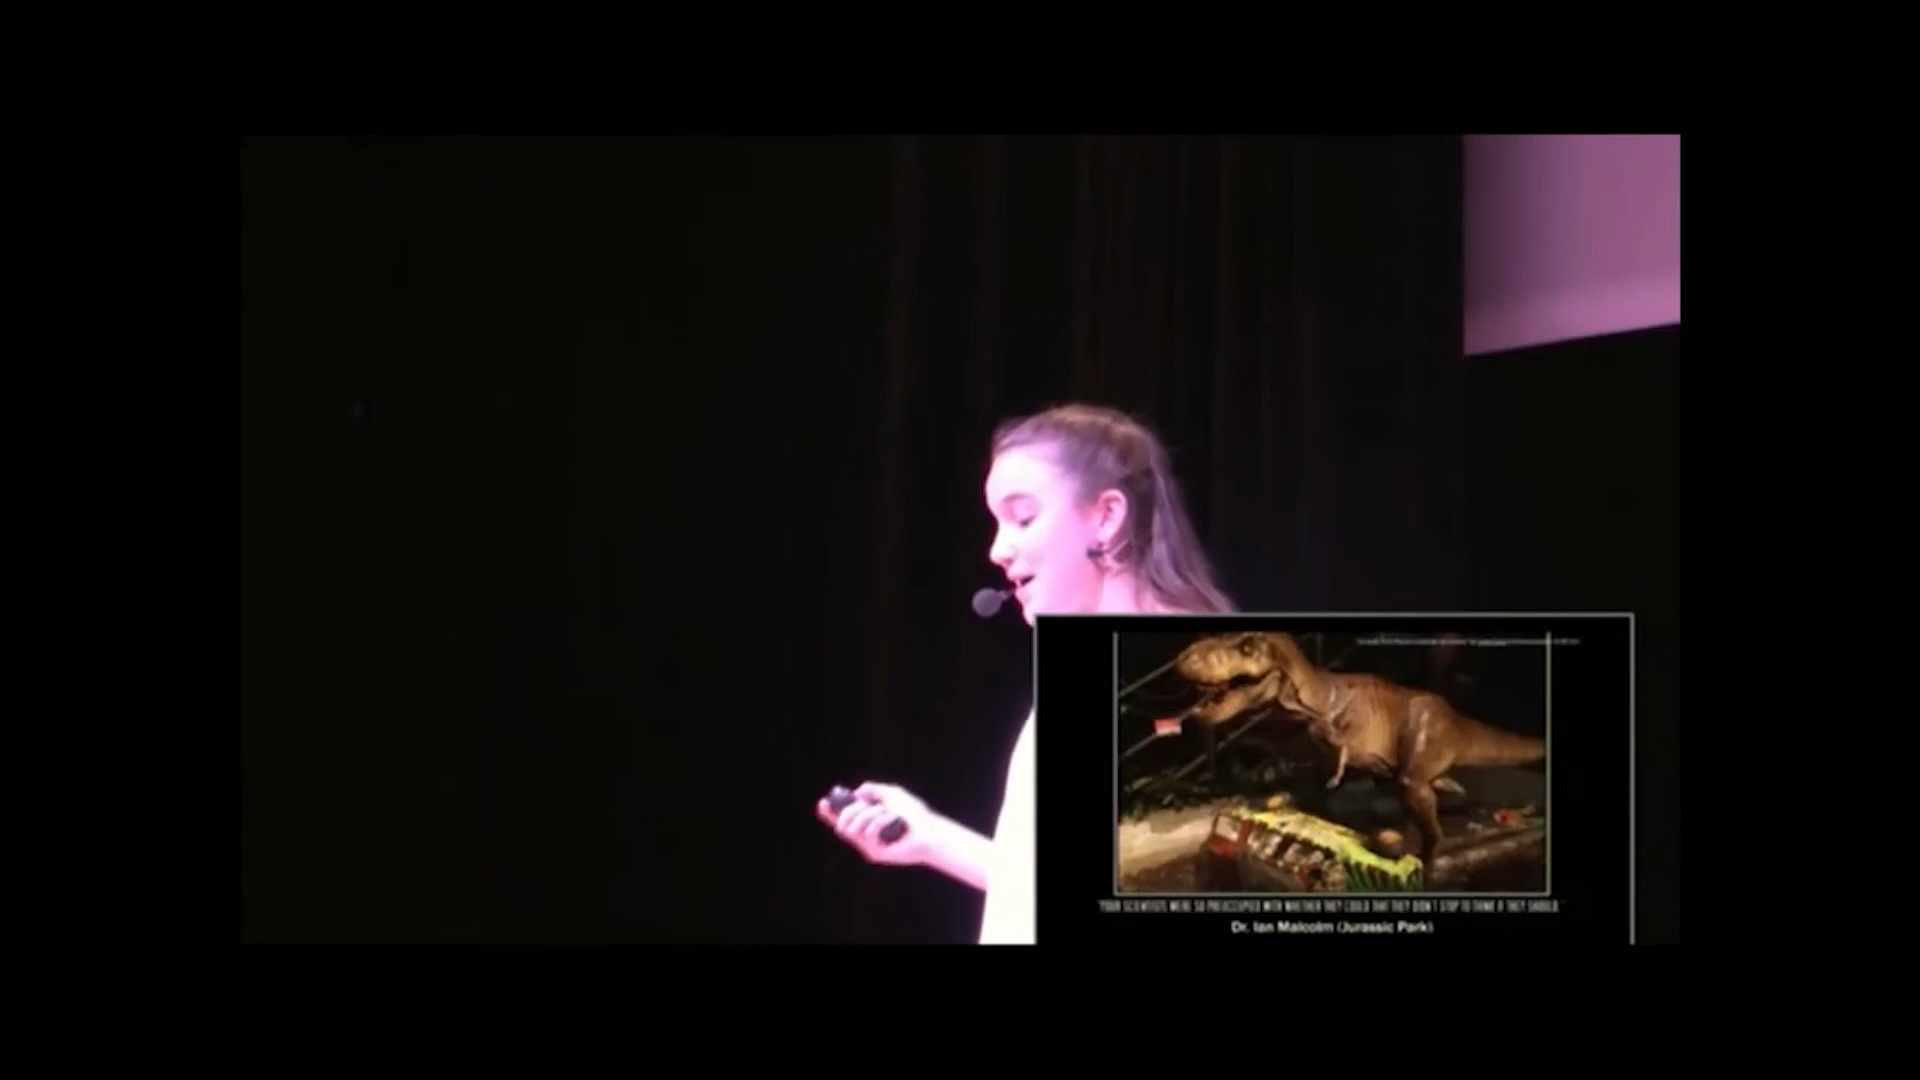 "YOUR SCIENTISTS WERE SO PREOCCUPIED WITH WHETHER THEY COULD THAT THEY DIDN'T STOP TO THINK IF THEY SHOULD."
Dr. Ian Malcolm (Jurassic Park)